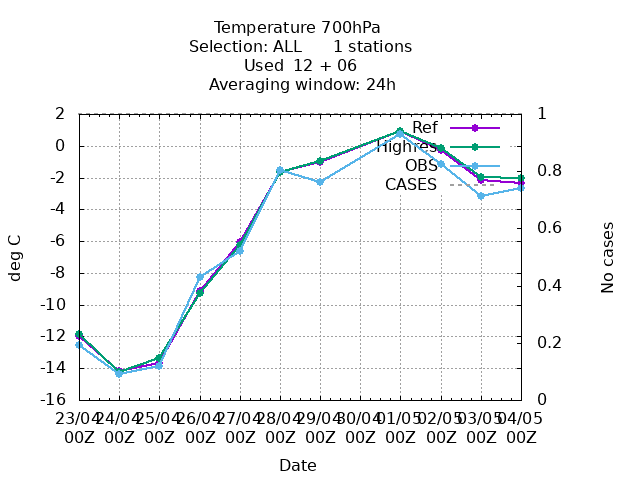 Temperature 700hPa
Selection: ALL 1 stations
Used 12 + 06
Averaging window: 24h
2 1
Ref
0
Highres
OBS
-2 0.8
CASES
-4
0.6
-6
deg C
No cases
-8
0.4
-10
-12
0.2
-14
-16 0
23/04 24/04 25/04 26/04 27/04 28/04 29/04 30/04 01/05 02/05 03/05 04/05
00Z 00Z 00Z 00Z 00Z 00Z 00Z 00Z 00Z 00Z 00Z 00Z
Date